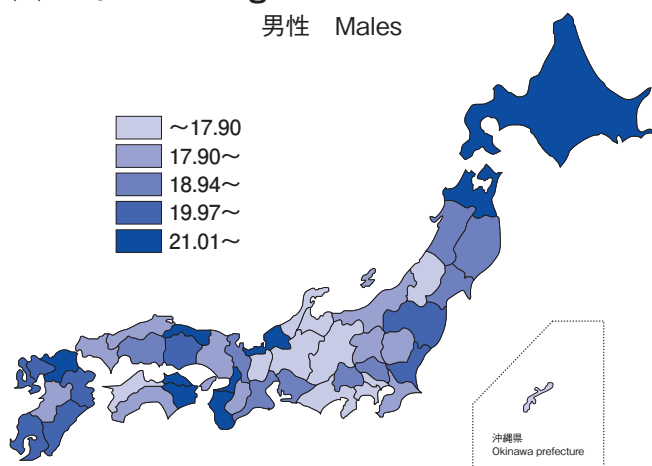 男性 Males
～17.90
17.90～
18.94～
19.97～
21.01～
沖縄県
Okinawa prefecture